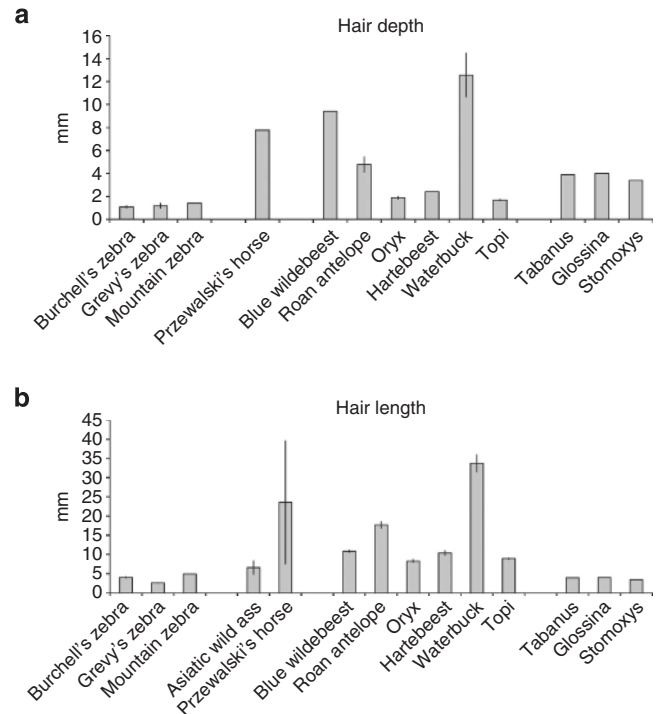 a
Hair depth
16
14
12
10
8
6
4
2
0
mm
Burchell's zebra
Grevy's zebra
Mountain zebra
Przewalski's horse
Blue wildebeest
Roan antelope
Oryx
Hartebeest
Waterbuck
Topi
Tabanus
Glossina
Stomoxys
b
Hair length
45
40
35
30
25
20
15
10
5
0
mm
Burchell's zebra
Grevy's zebra
Mountain zebra
Asiatic wild ass
Przewalski's horse
Blue wildebeest
Roan antelope
Oryx
Hartebeest
Waterbuck
Topi
Tabanus
Glossina
Stomoxys